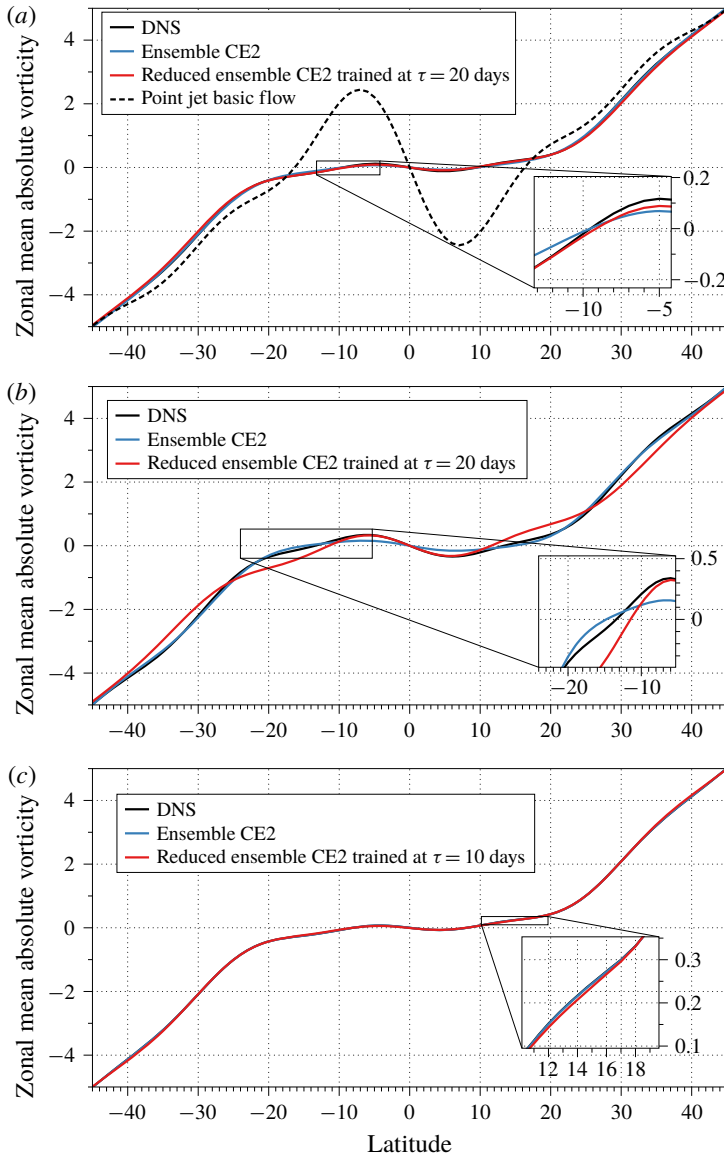 (a)
Zonal mean absolute vorticity
4
2
0
−2
−4
DNS
Ensemble CE2
Reduced ensemble CE2 trained at τ = 20 days
Point jet basic flow
0.2
0
−0.2
−10 −5
−40 −30 −20 −10 0 10 20 30 40
(b)
Zonal mean absolute vorticity
4
2
0
−2
−4
DNS
Ensemble CE2
Reduced ensemble CE2 trained at τ = 20 days
0.5
0
−20 −10
−40 −30 −20 −10 0 10 20 30 40
(c)
Zonal mean absolute vorticity
4
2
0
−2
−4
DNS
Ensemble CE2
Reduced ensemble CE2 trained at τ = 10 days
0.3
0.2
0.1
12 14 16 18
−40 −30 −20 −10 0 10 20 30 40
Latitude